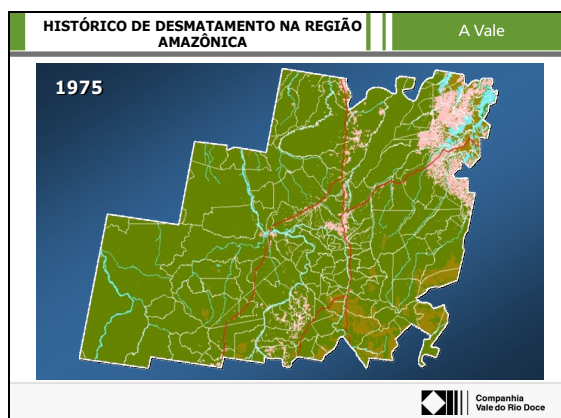 HISTÓRICO DE DESMATAMENTO NA REGIÃO
AMAZÔNICA
A Vale
1975
Companhia
Vale do Rio Doce